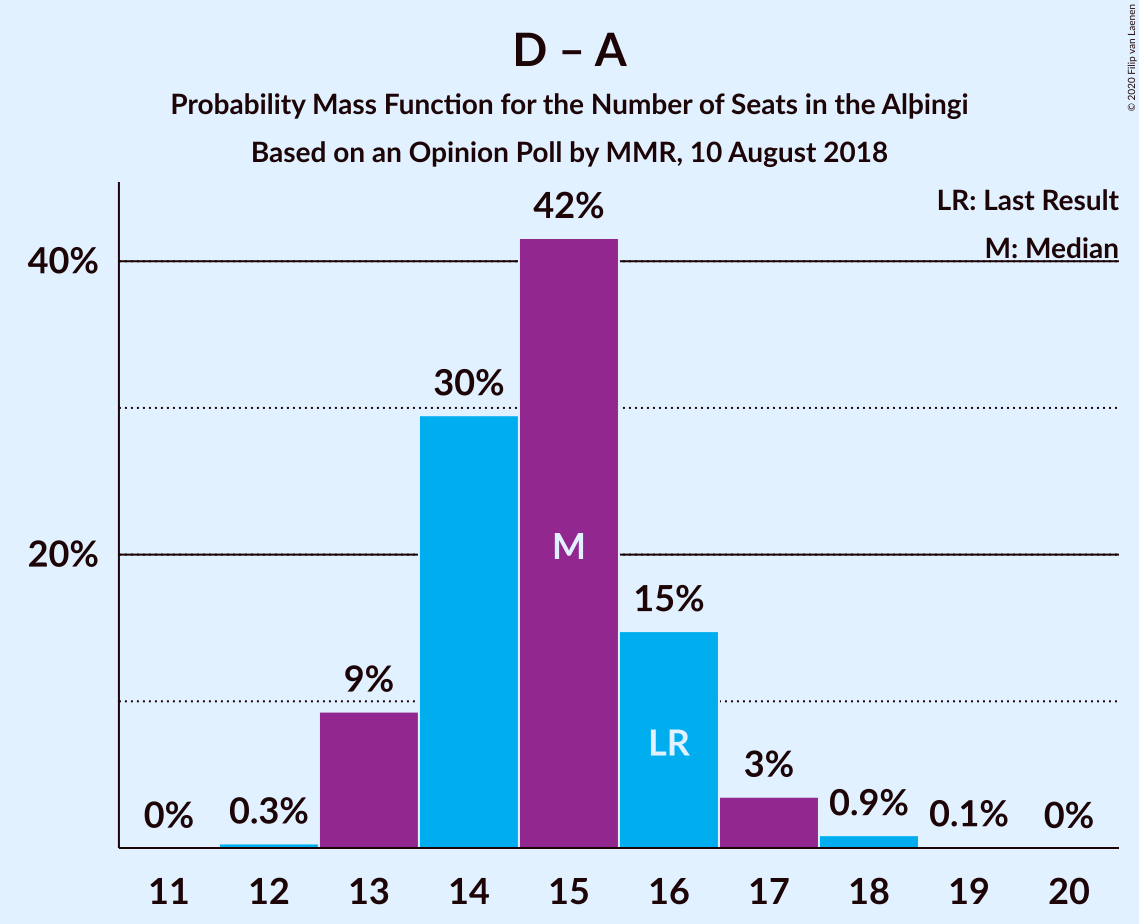 D – A
Probability Mass Function for the Number of Seats in the Alþingi
Based on an Opinion Poll by MMR, 10 August 2018
© 2020 Filip van Laenen
LR: Last Result
M: Median
40%
20%
0%
0.3%
9%
30%
42%
15%
3%
0.9%
0.1%
0%
M
LR
11 12 13 14 15 16 17 18 19 20